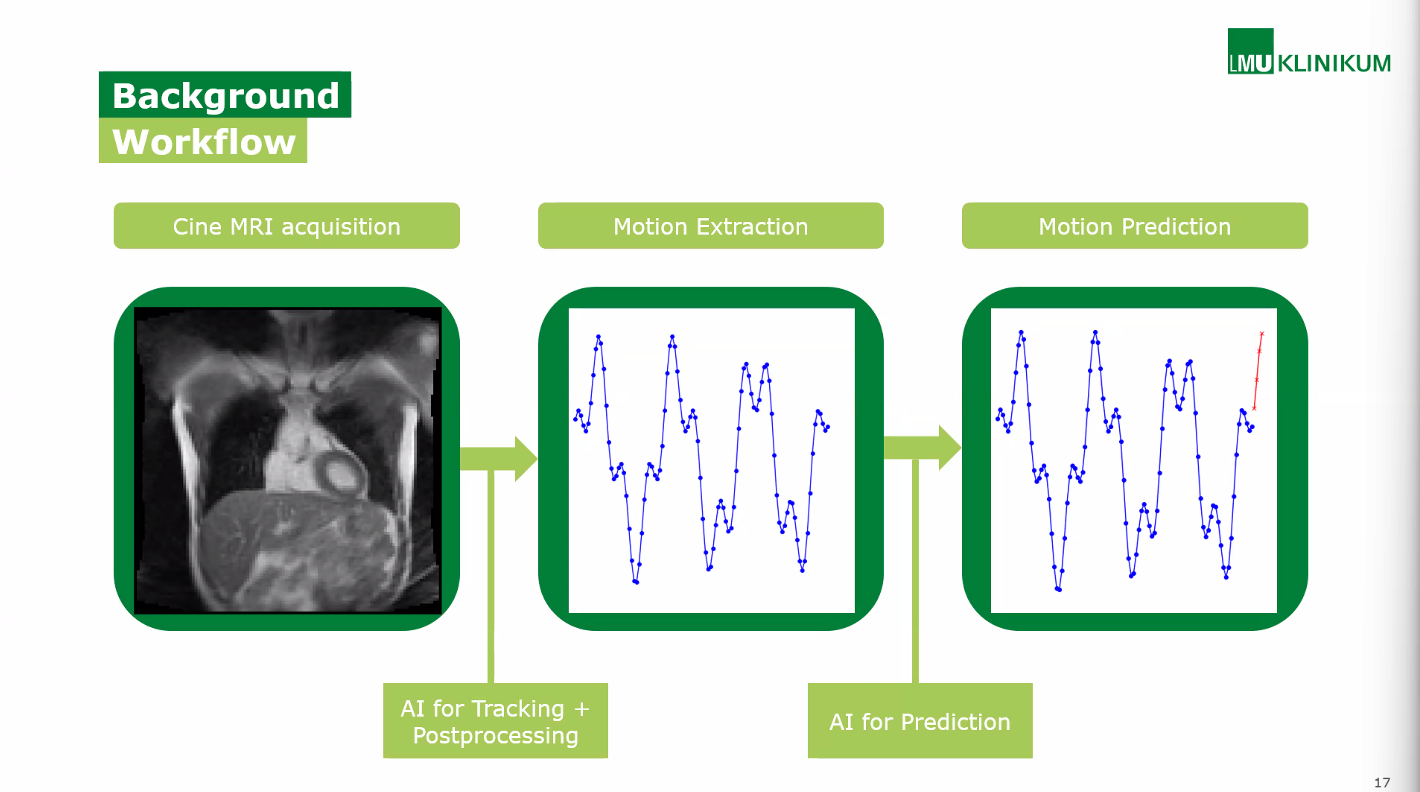 LMU KLINIKUM
Background
Workflow
Cine MRI acquisition
Motion Extraction
Motion Prediction
AI for Tracking +
Postprocessing
AI for Prediction
17